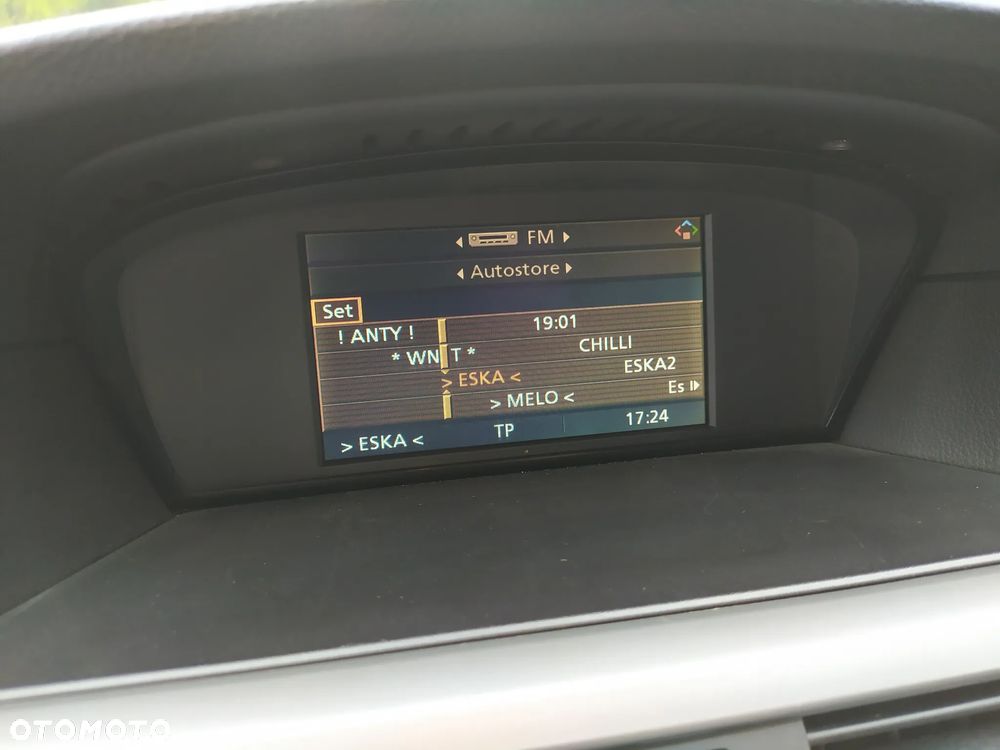 FM
Autostore
Set
! ANTY ! 19:01
* WN T * CHILLI
> ESKA < ESKA2
> MELO < Es
> ESKA < TP 17:24
OTOMOTO